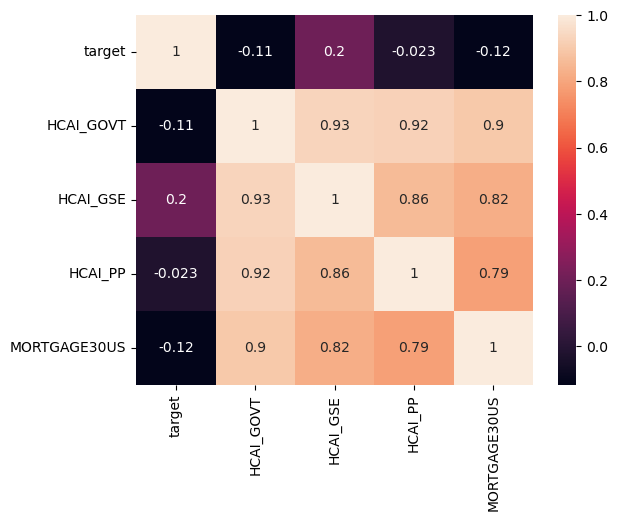 target 1 -0.11 0.2 -0.023 -0.12
HCAI_GOVT -0.11 1 0.93 0.92 0.9
HCAI_GSE 0.2 0.93 1 0.86 0.82
HCAI_PP -0.023 0.92 0.86 1 0.79
MORTGAGE30US -0.12 0.9 0.82 0.79 1
target
HCAI_GOVT
HCAI_GSE
HCAI_PP
MORTGAGE30US
1.0
0.8
0.6
0.4
0.2
0.0